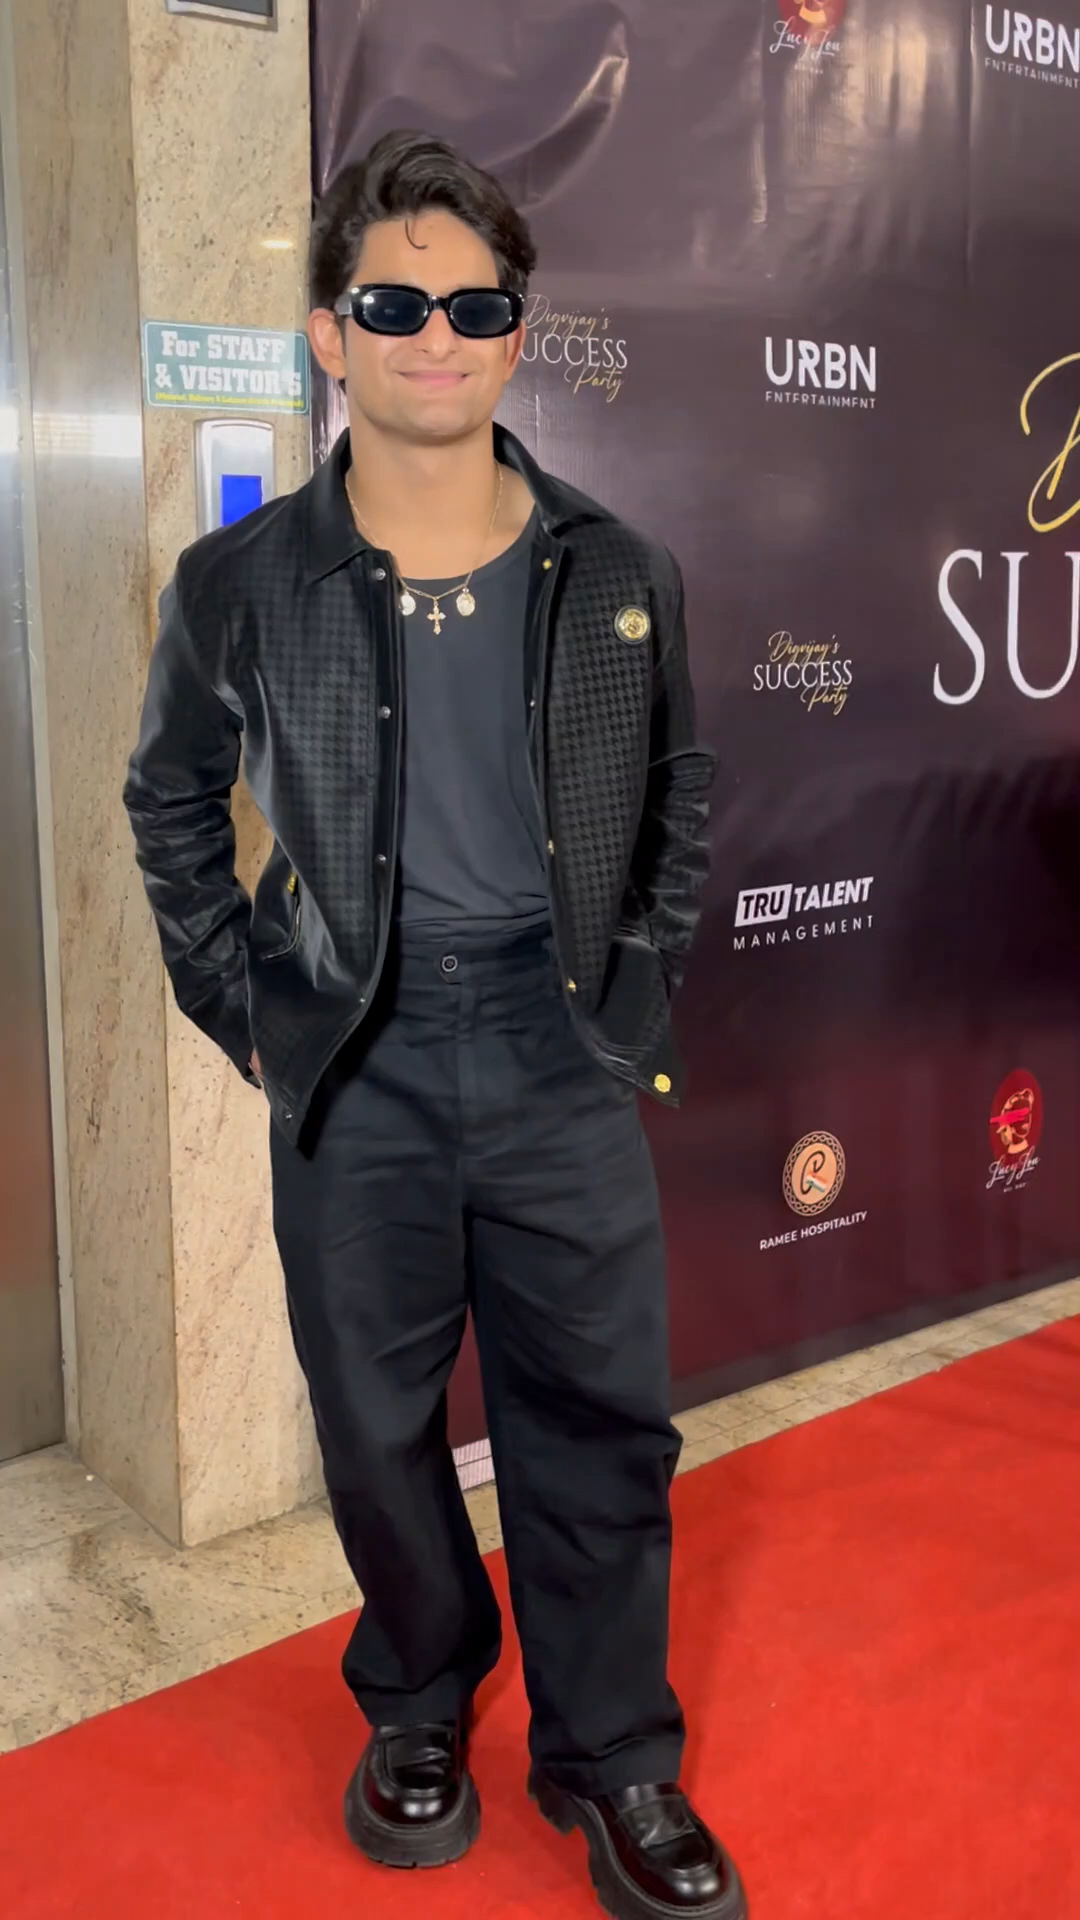 Lucy Lou
URBN
ENTERTAINMENT
For STAFF
& VISITOR'S
Digvijay's
SUCCESS
Party
URBN
ENTERTAINMENT
SU
Digvijay's
SUCCESS
Party
TRU TALENT
MANAGEMENT
RAMEE HOSPITALITY
Lucy Lou